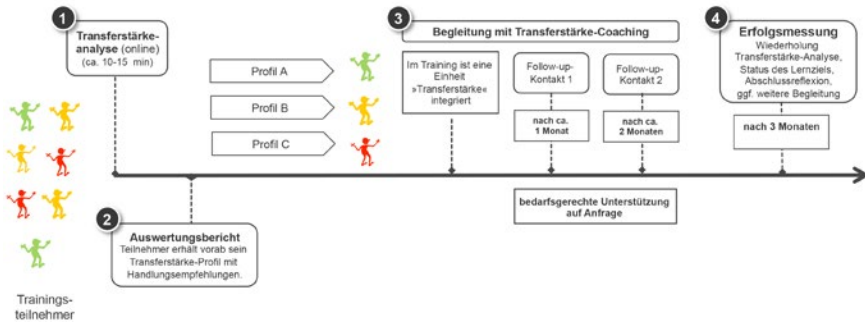 1
Transferstärke-
analyse (online)
(ca. 10-15 min)
Trainings-
teilnehmer
2
Auswertungsbericht
Teilnehmer erhält vorab sein
Transferstärke-Profil mit
Handlungsempfehlungen.
Profil A
Profil B
Profil C
3
Begleitung mit Transferstärke-Coaching
Im Training ist eine
Einheit
»Transferstärke«
integriert
Follow-up-
Kontakt 1
nach ca.
1 Monat
Follow-up-
Kontakt 2
nach ca.
2 Monaten
bedarfsgerechte Unterstützung
auf Anfrage
4
Erfolgsmessung
Wiederholung
Transferstärke-Analyse,
Status des Lernziels,
Abschlussreflexion,
ggf. weitere Begleitung
nach 3 Monaten